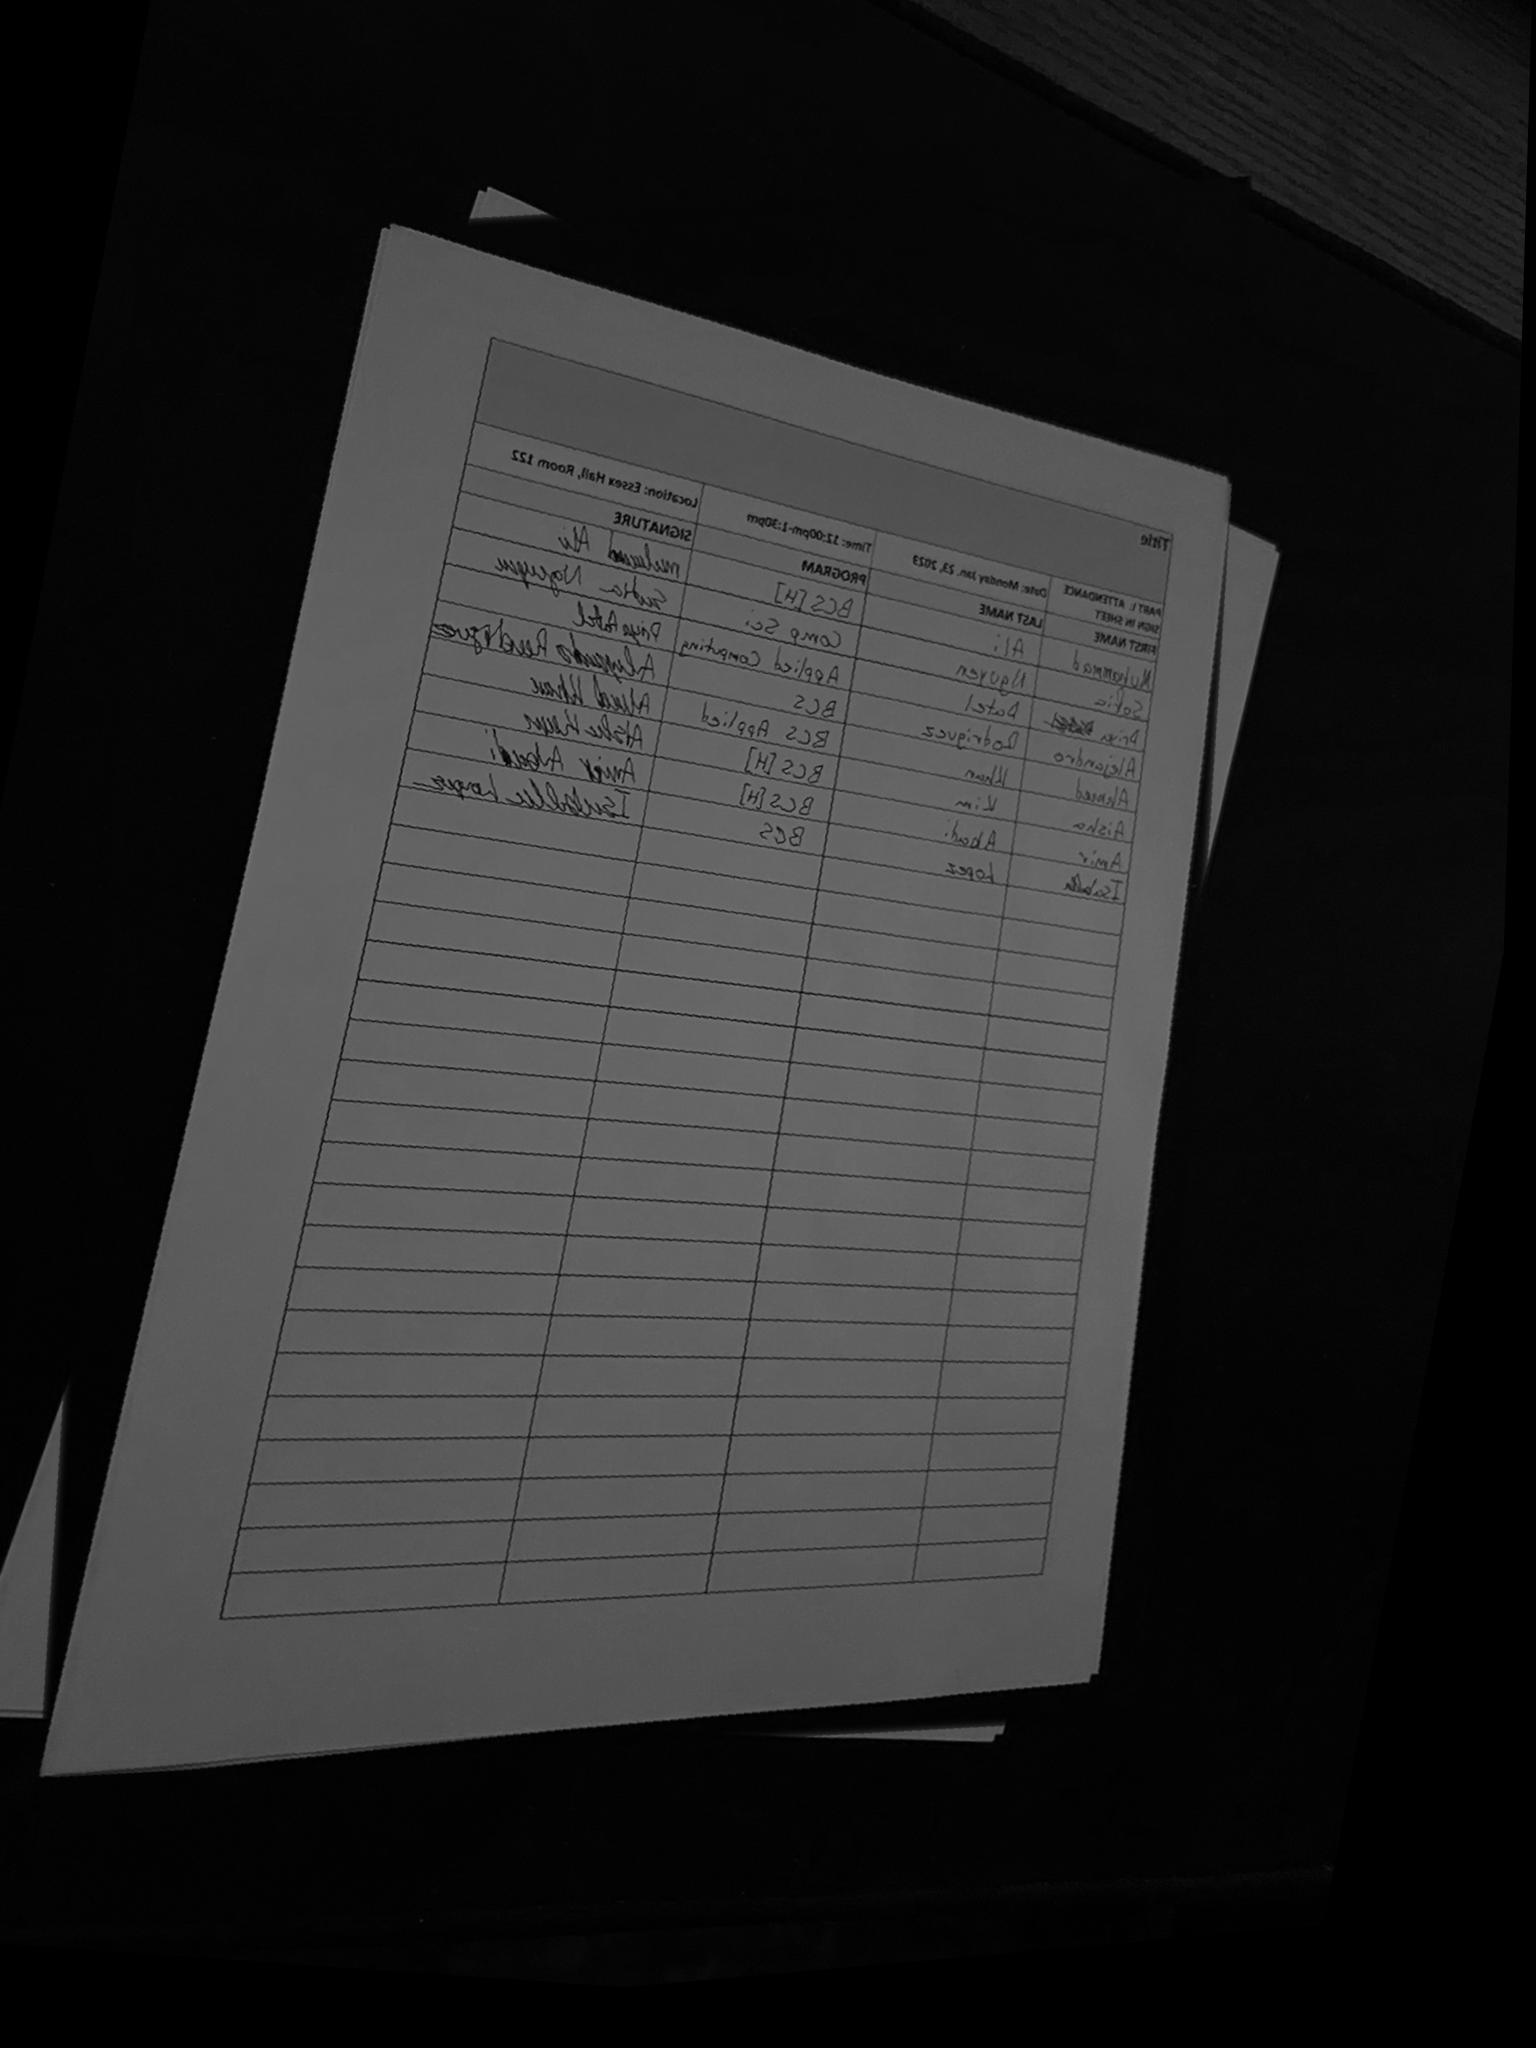 Title
PART I: ATTENDANCE SIGN IN SHEET Date: Monday Jan. 23, 2023 Time: 12:00pm-1:30pm Location: Essex Hall, Room 122
FIRST NAME LAST NAME PROGRAM SIGNATURE
Muhammad Ali BCS [H] Ali
Sofia Nguyen Comp Sci Nguyen
Priya Patel Applied Computing Priya Patel
Alejandro Rodriguez BCS Alejandro Rodriguez
Ahmed Khan BCS Applied Ahmed Khan
Aisha Kim BCS [H] Aisha Kim
Amir Abadi BCS [H] Amir Abadi
Isabella Lopez BCS Isabella Lopez